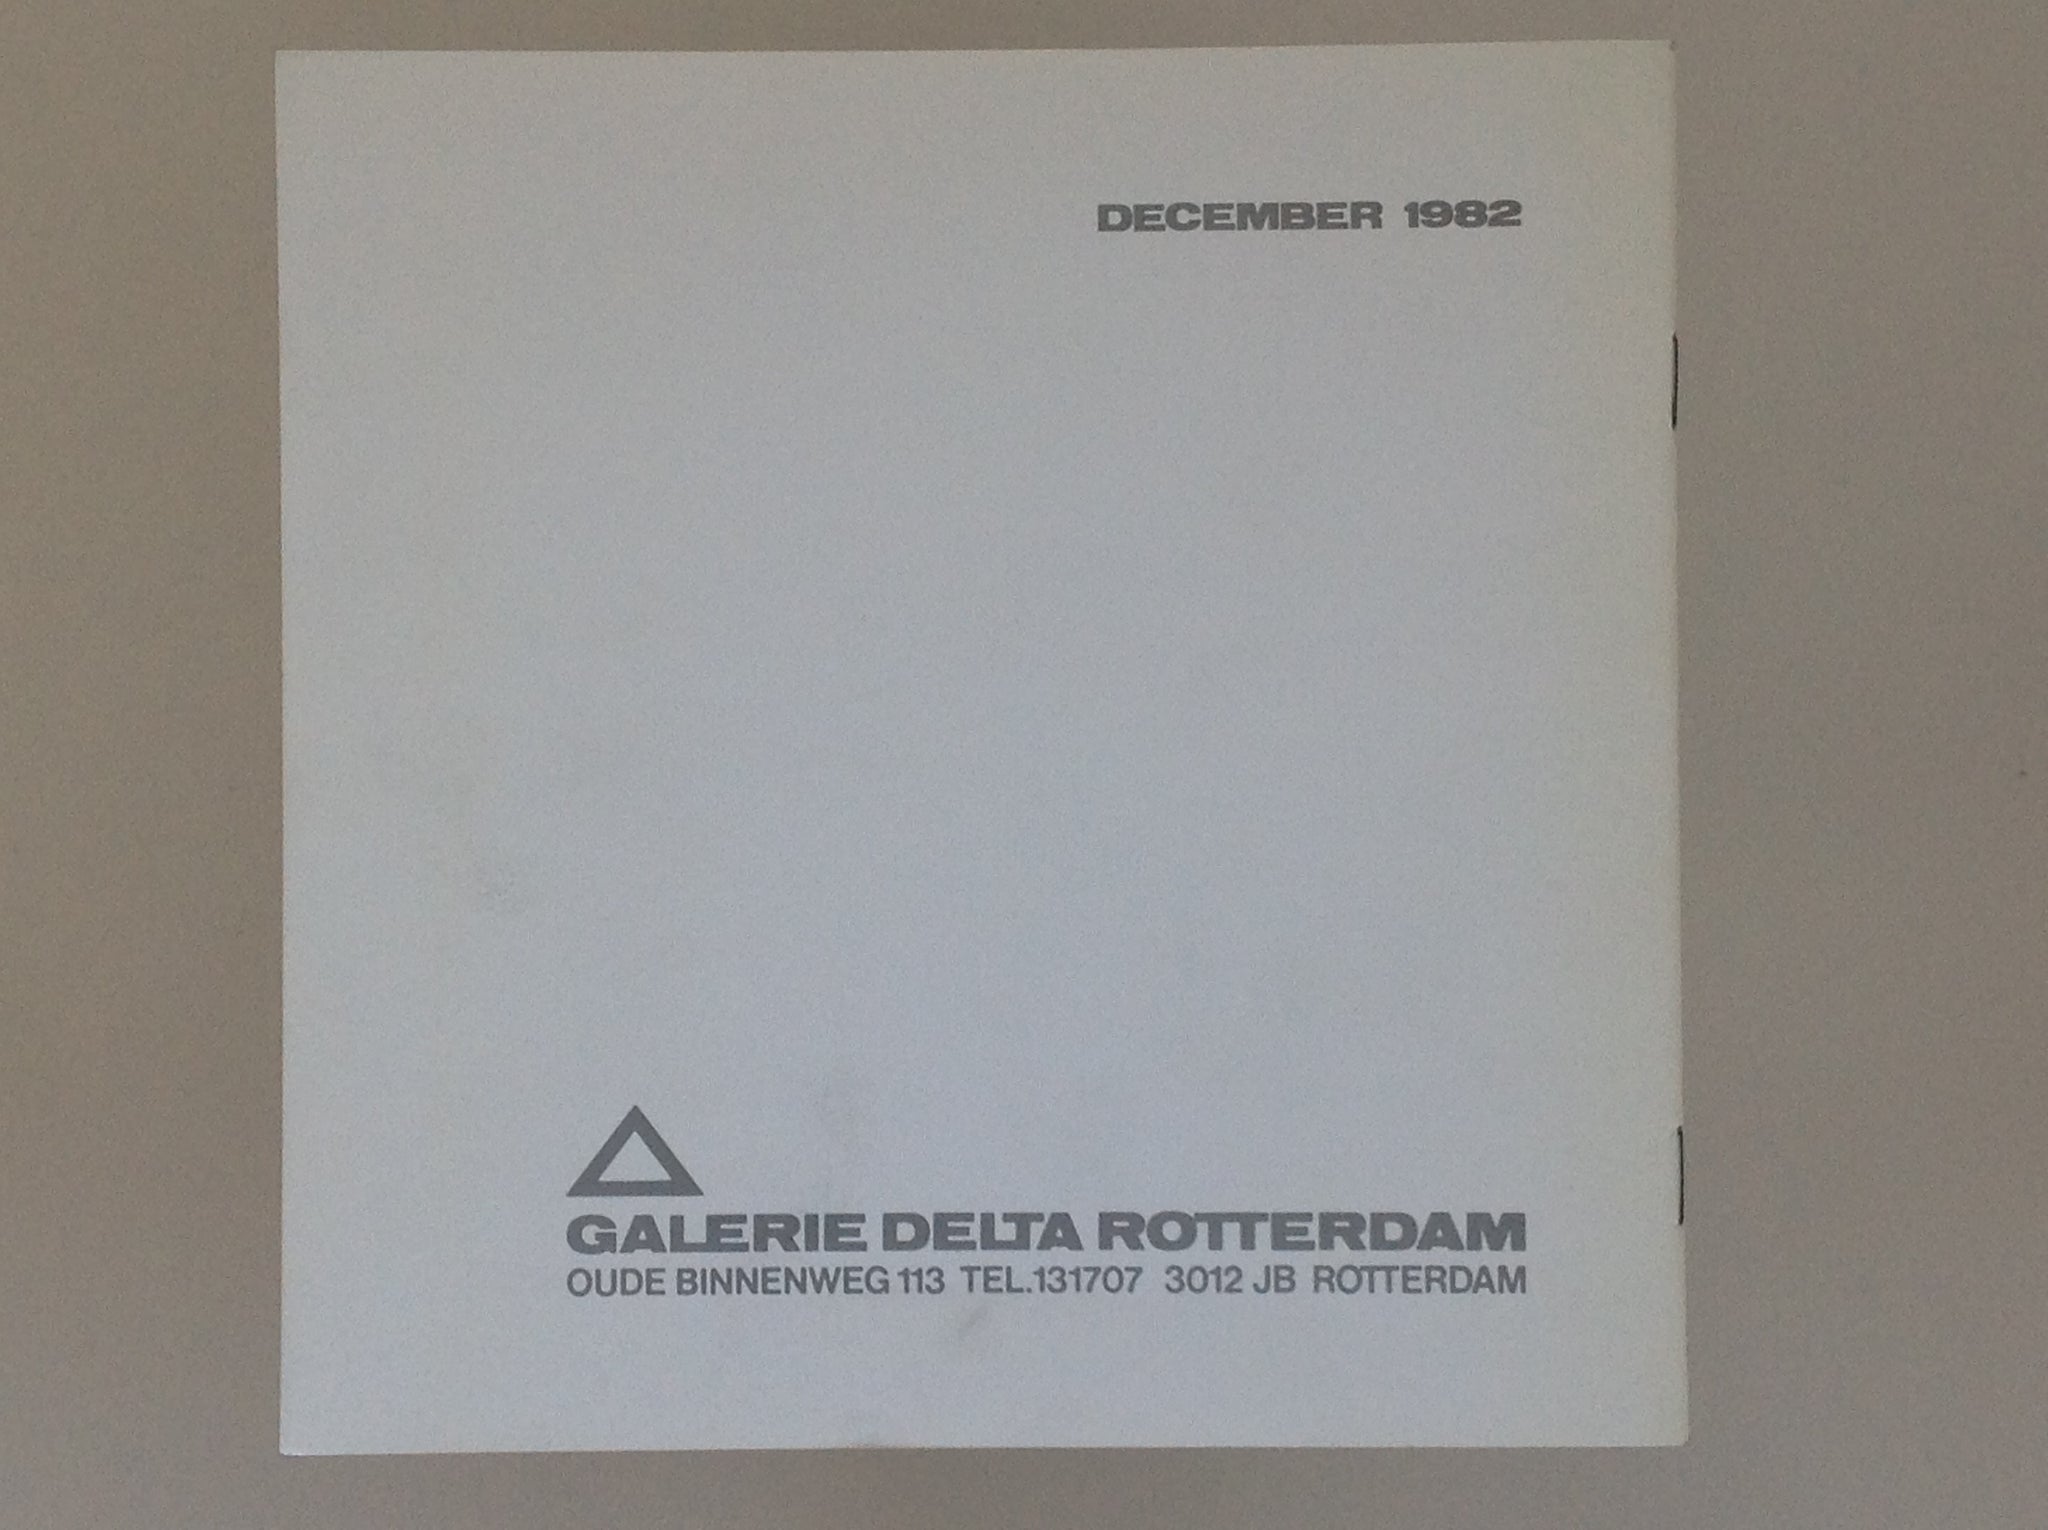 DECEMBER 1982
GALERIE DELTA ROTTERDAM
OUDE BINNENWEG 113 TEL.131707 3012 JB ROTTERDAM